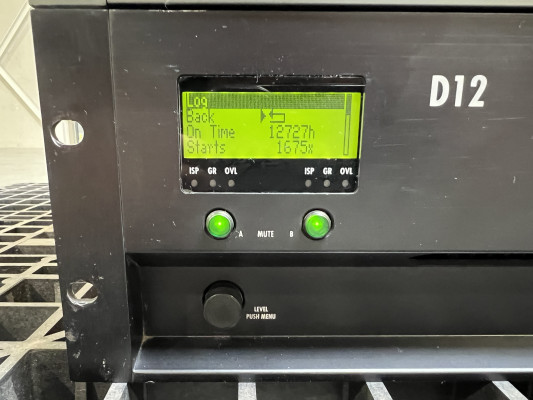 Log
Back
On Time 12727h
Starts 1675x
ISP GR OVL ISP GR OVL
A MUTE B
LEVEL
PUSH MENU
D12